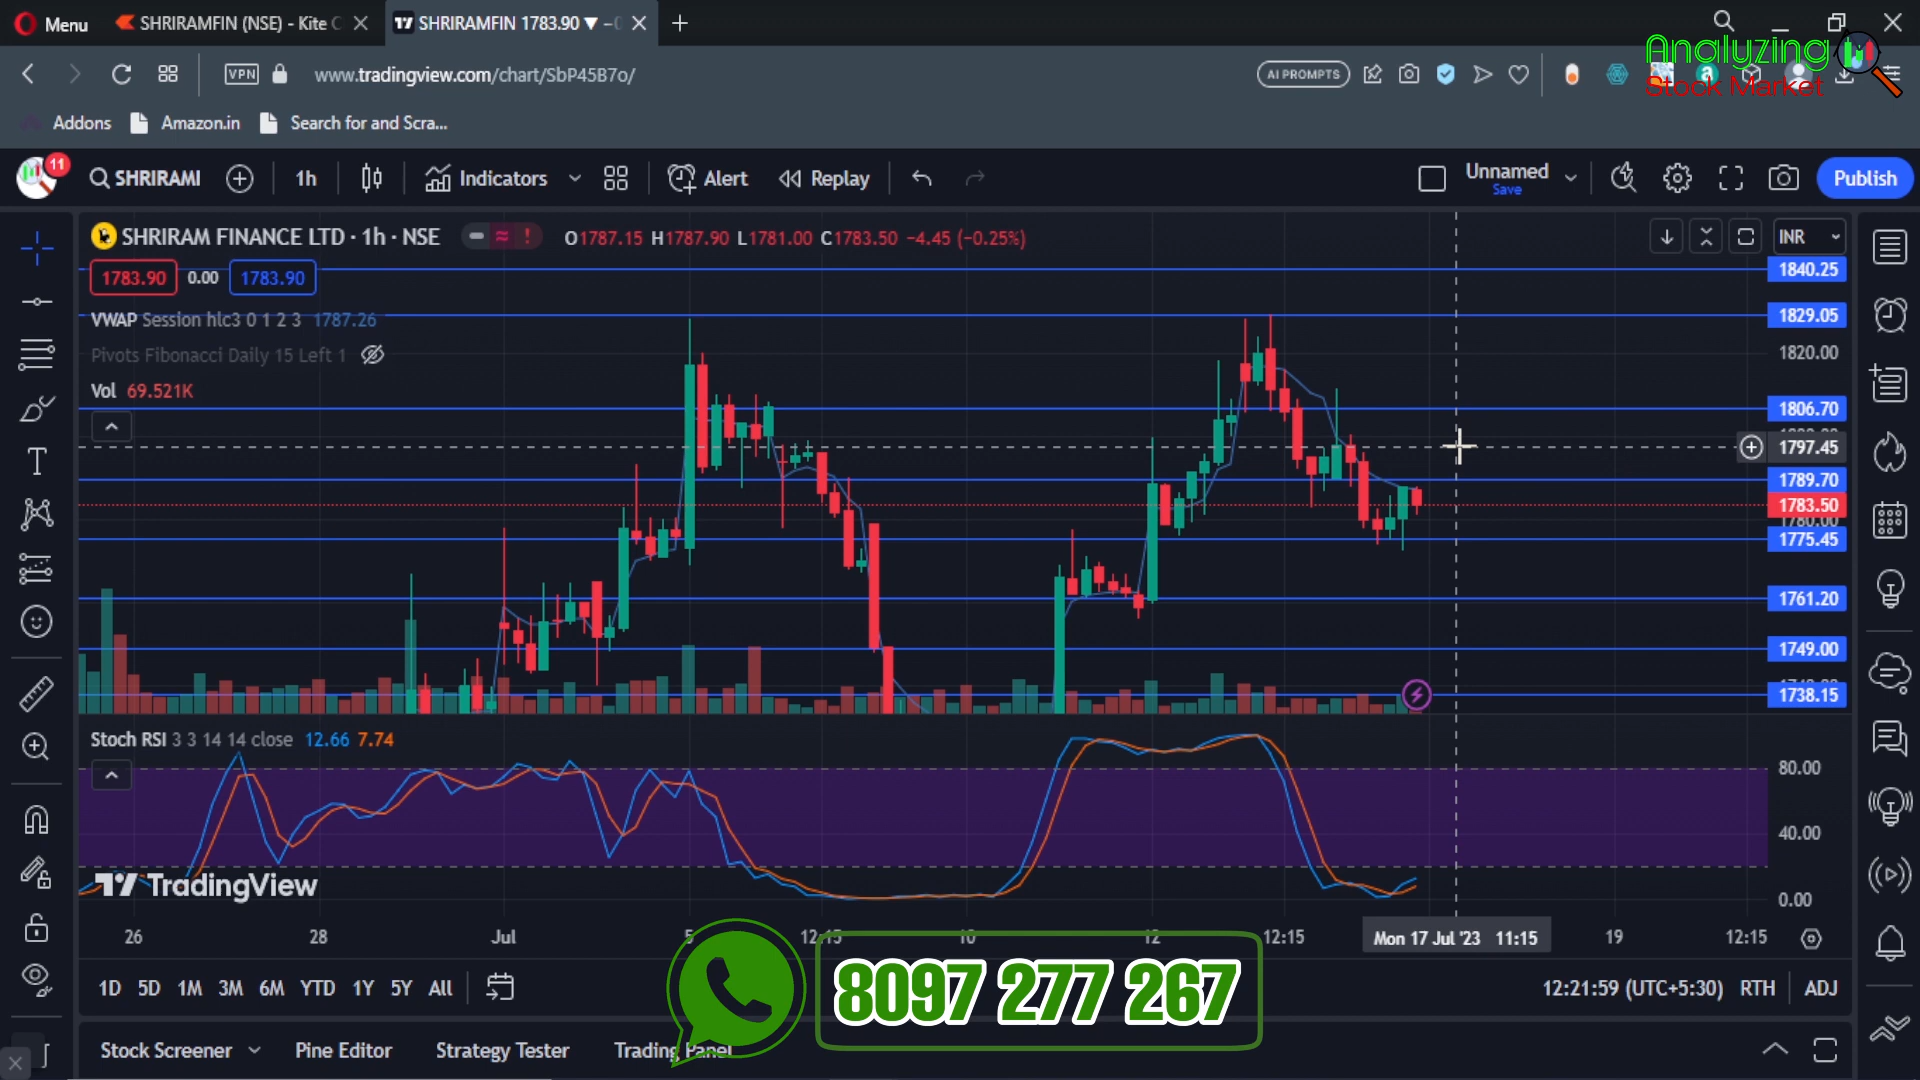 Menu
SHRIRAMFIN (NSE) - Kite C
SHRIRAMFIN 1783.90 ▼ −0
VPN
www.tradingview.com/chart/SbP45B7o/
AI PROMPTS
Analyzing
Stock Market
Addons
Amazon.in
Search for and Scra...
11
SHRIRAMI
1h
Indicators
Alert
Replay
Unnamed
Save
Publish
SHRIRAM FINANCE LTD · 1h · NSE
O1787.15 H1787.90 L1781.00 C1783.50 −4.45 (−0.25%)
INR
1783.90
0.00
1783.90
VWAP Session hlc3 0 1 2 3 1787.26
Pivots Fibonacci Daily 15 Left 1
Vol 69.521K
1840.25
1829.05
1820.00
1806.70
1797.45
1789.70
1783.50
1780.00
1775.45
1761.20
1749.00
1738.15
Stoch RSI 3 3 14 14 close 12.66 7.74
80.00
40.00
0.00
TradingView
26
28
Jul
5
12:15
10
12
12:15
Mon 17 Jul '23 11:15
19
12:15
1D 5D 1M 3M 6M YTD 1Y 5Y All
12:21:59 (UTC+5:30) RTH ADJ
8097 277 267
Stock Screener
Pine Editor
Strategy Tester
Trading Panel